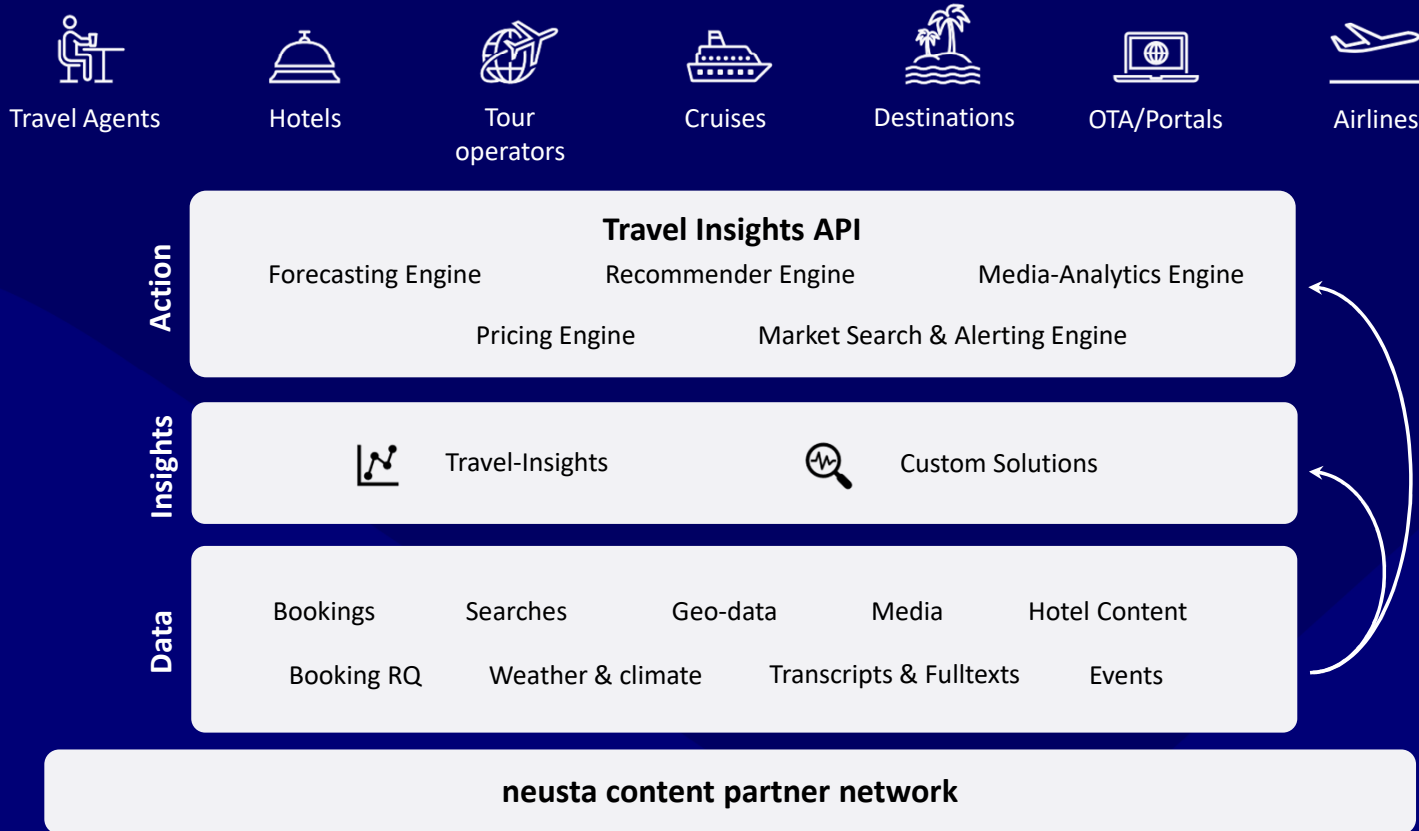 Travel Agents
Hotels
Tour
operators
Cruises
Destinations
OTA/Portals
Airlines
Action
Travel Insights API
Forecasting Engine
Recommender Engine
Media-Analytics Engine
Pricing Engine
Market Search & Alerting Engine
Insights
Travel-Insights
Custom Solutions
Data
Bookings
Searches
Geo-data
Media
Hotel Content
Booking RQ
Weather & climate
Transcripts & Fulltexts
Events
neusta content partner network